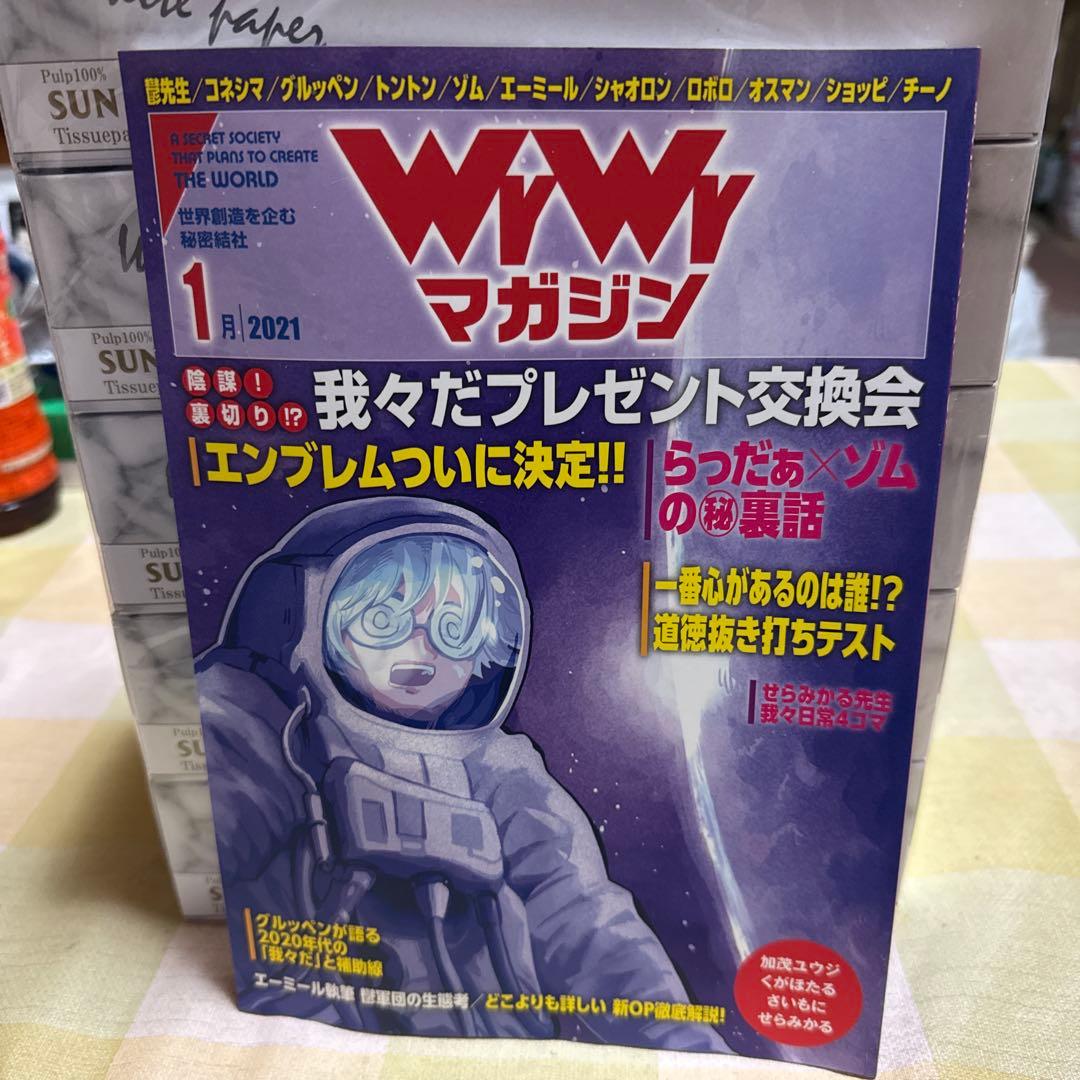 paper
Pulp100%
SUN
Tissuepa
鬱先生/コネシマ/グルッペン/トントン/ゾム/エーミール/シャオロン/ロボロ/オスマン/ショッピ/チーノ
A SECRET SOCIETY
THAT PLANS TO CREATE
THE WORLD
世界創造を企む
秘密結社
1月|2021
WYWY
マガジン
Pulp100%
SUN
Tissue
陰謀!
裏切り!?
我々だプレゼント交換会
エンブレムついに決定!!
らっだぁ×ゾム
の㊙裏話
一番心があるのは誰!?
道徳抜き打ちテスト
せらみかる先生
我々日常4コマ
Pulp10
SU
Tiss
グルッペンが語る
2020年代の
「我々だ」と補助線
エーミール執筆 鬱軍団の生態考/どこよりも詳しい 新OP徹底解説!
加茂ユウジ
くがほたる
さいもに
せらみかる